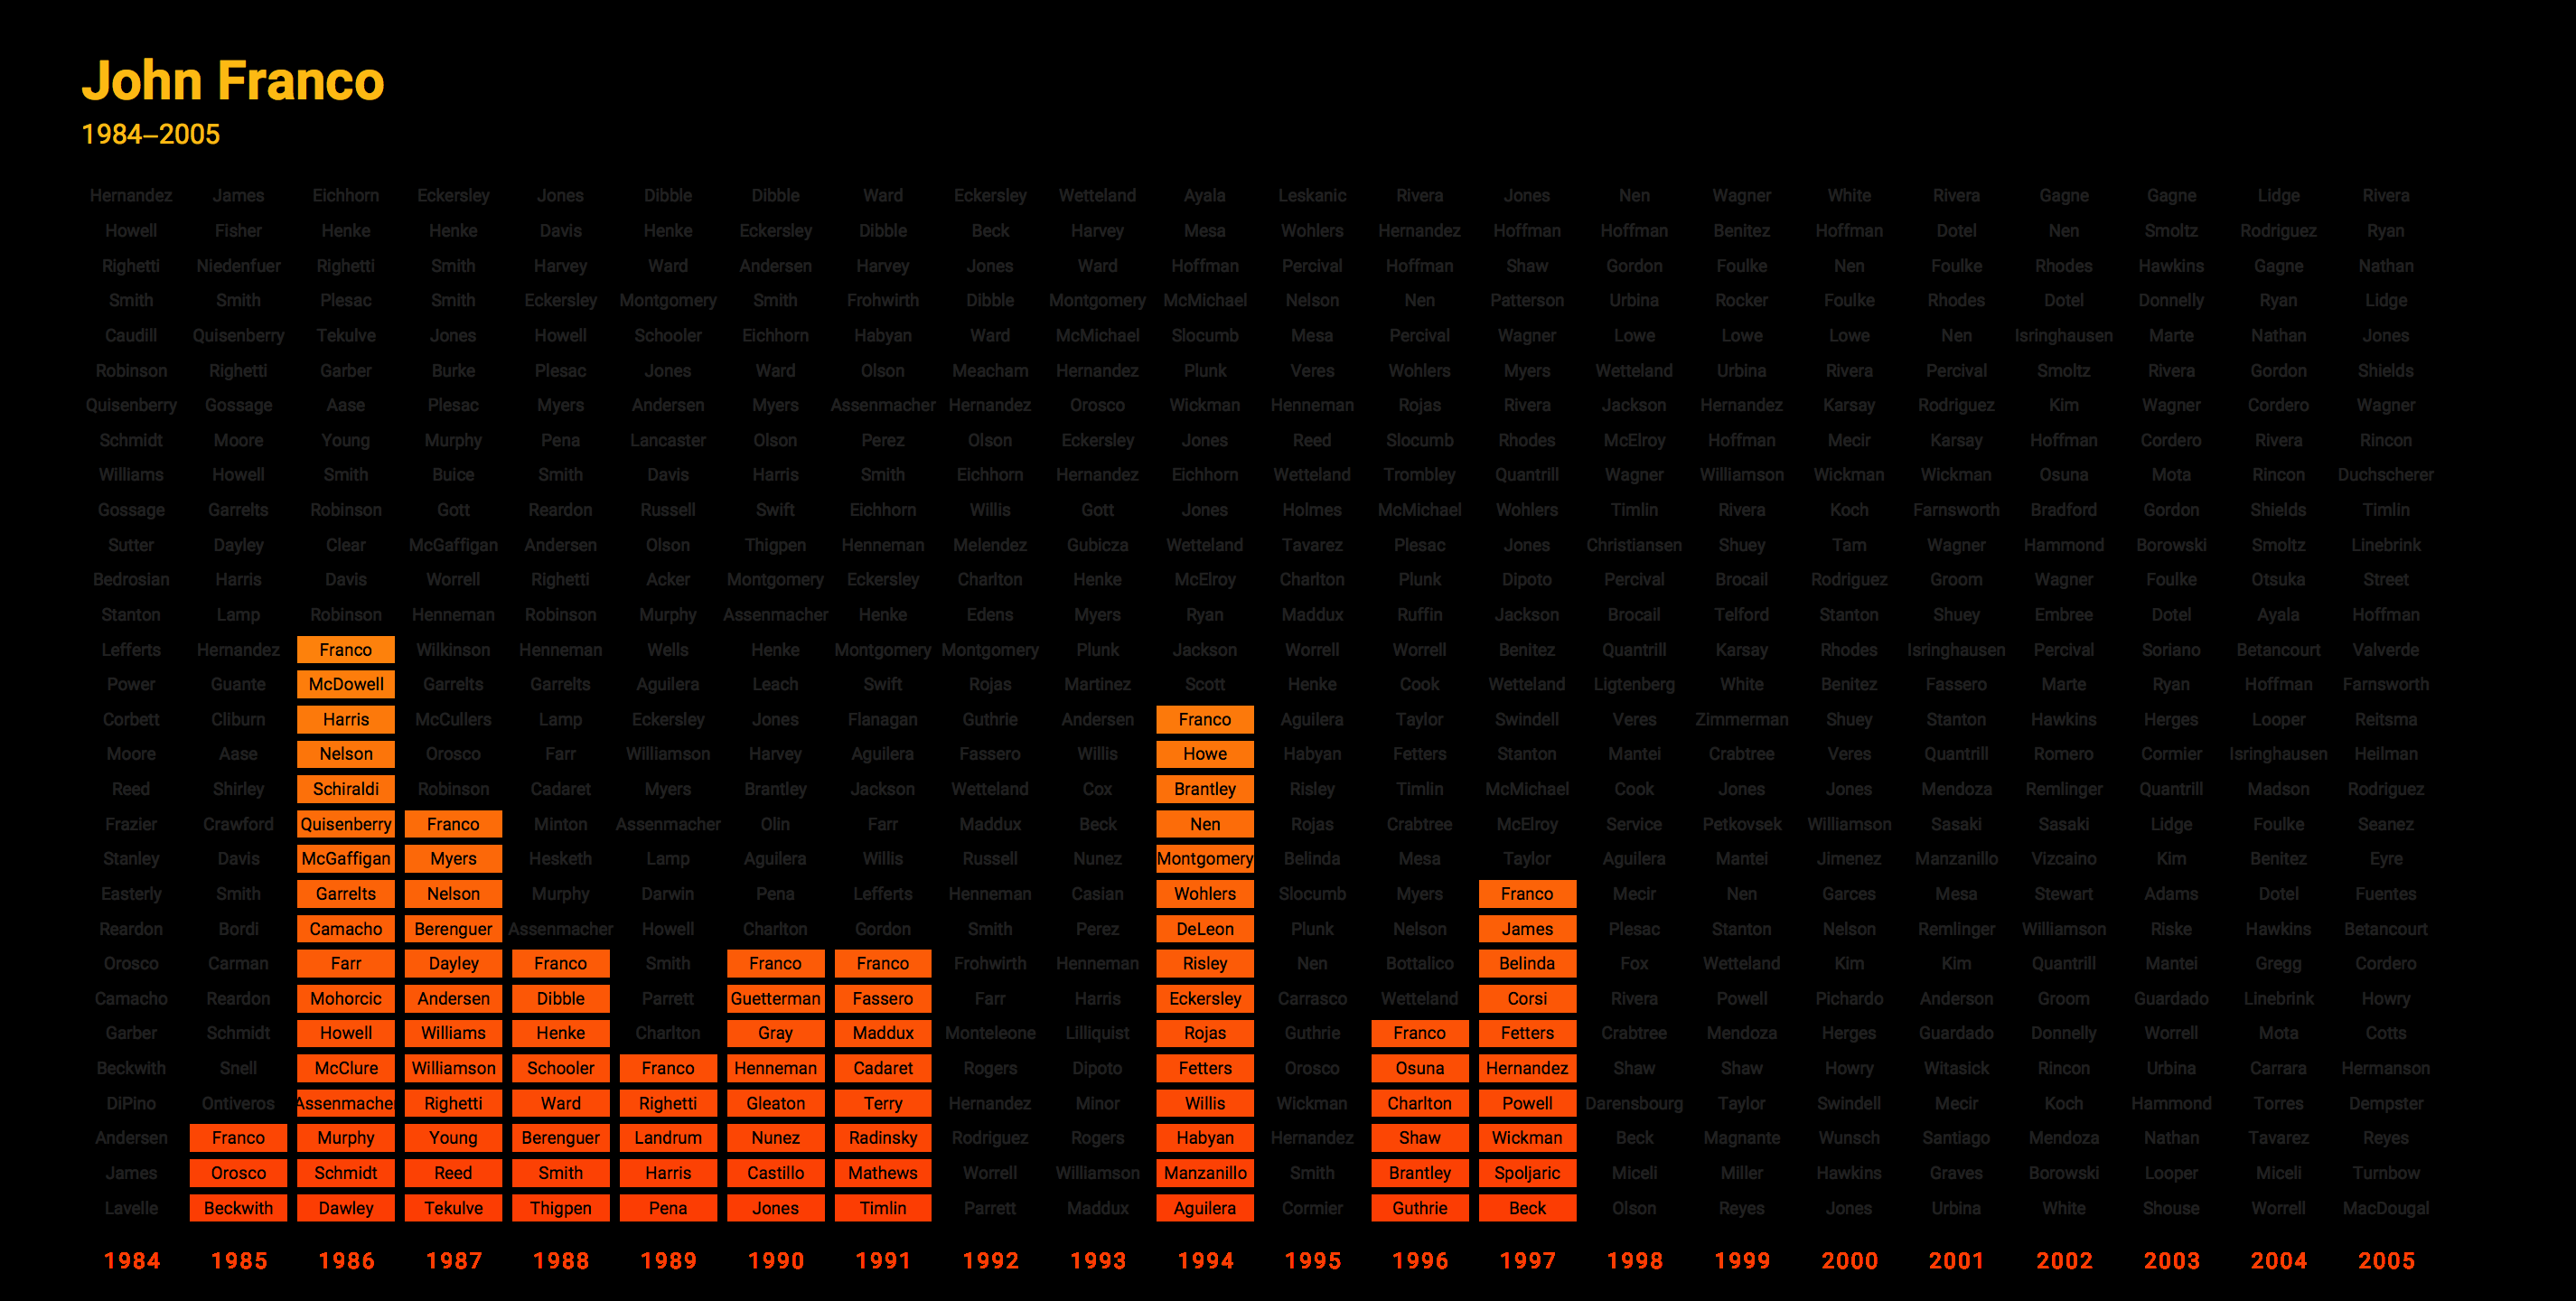 John Franco
1984–2005
Hernandez James Eichhorn Eckersley Jones Dibble Dibble Ward Eckersley Wetteland Ayala Leskanic Rivera Jones Nen Wagner White Rivera Gagne Gagne Lidge Rivera
Howell Fisher Henke Henke Davis Henke Eckersley Dibble Beck Harvey Mesa Wohlers Hernandez Hoffman Hoffman Benitez Hoffman Dotel Nen Smoltz Rodriguez Ryan
Righetti Niedenfuer Righetti Smith Harvey Ward Andersen Harvey Jones Ward Hoffman Percival Hoffman Shaw Gordon Foulke Nen Foulke Rhodes Hawkins Gagne Nathan
Smith Smith Plesac Smith Eckersley Montgomery Smith Frohwirth Dibble Montgomery McMichael Nelson Nen Patterson Urbina Rocker Foulke Rhodes Dotel Donnelly Ryan Lidge
Caudill Quisenberry Tekulve Jones Howell Schooler Eichhorn Habyan Ward McMichael Slocumb Mesa Percival Wagner Lowe Lowe Lowe Nen Isringhausen Marte Nathan Jones
Robinson Righetti Garber Burke Plesac Jones Ward Olson Meacham Hernandez Plunk Veres Wohlers Myers Wetteland Urbina Rivera Percival Smoltz Rivera Gordon Shields
Quisenberry Gossage Aase Plesac Myers Andersen Myers Assenmacher Hernandez Orosco Wickman Henneman Rojas Rivera Jackson Hernandez Karsay Rodriguez Kim Wagner Cordero Wagner
Schmidt Moore Young Murphy Pena Lancaster Olson Perez Olson Eckersley Jones Reed Slocumb Rhodes McElroy Hoffman Mecir Karsay Hoffman Cordero Rivera Rincon
Williams Howell Smith Buice Smith Davis Harris Smith Eichhorn Hernandez Eichhorn Wetteland Trombley Quantrill Wagner Williamson Wickman Wickman Osuna Mota Rincon Duchscherer
Gossage Garrelts Robinson Gott Reardon Russell Swift Eichhorn Willis Gott Jones Holmes McMichael Wohlers Timlin Rivera Koch Farnsworth Bradford Gordon Shields Timlin
Sutter Dayley Clear McGaffigan Andersen Olson Thigpen Henneman Melendez Gubicza Wetteland Tavarez Plesac Jones Christiansen Shuey Tam Wagner Hammond Borowski Smoltz Linebrink
Bedrosian Harris Davis Worrell Righetti Acker Montgomery Eckersley Charlton Henke McElroy Charlton Plunk Dipoto Percival Brocail Rodriguez Groom Wagner Foulke Otsuka Street
Stanton Lamp Robinson Henneman Robinson Murphy Assenmacher Henke Edens Myers Ryan Maddux Ruffin Jackson Brocail Telford Stanton Shuey Embree Dotel Ayala Hoffman
Lefferts Hernandez Franco Wilkinson Henneman Wells Henke Montgomery Montgomery Plunk Jackson Worrell Worrell Benitez Quantrill Karsay Rhodes Isringhausen Percival Soriano Betancourt Valverde
Power Guante McDowell Garrelts Garrelts Aguilera Leach Swift Rojas Martinez Scott Henke Cook Wetteland Ligtenberg White Benitez Fassero Marte Ryan Hoffman Farnsworth
Corbett Cliburn Harris McCullers Lamp Eckersley Jones Flanagan Guthrie Andersen Franco Aguilera Taylor Swindell Veres Zimmerman Shuey Stanton Hawkins Herges Looper Reitsma
Moore Aase Nelson Orosco Farr Williamson Harvey Aguilera Fassero Willis Howe Habyan Fetters Stanton Mantei Crabtree Veres Quantrill Romero Cormier Isringhausen Heilman
Reed Shirley Schiraldi Robinson Cadaret Myers Brantley Jackson Wetteland Cox Brantley Risley Timlin McMichael Cook Jones Jones Mendoza Remlinger Quantrill Madson Rodriguez
Frazier Crawford Quisenberry Franco Minton Assenmacher Olin Farr Maddux Beck Nen Rojas Crabtree McElroy Service Petkovsek Williamson Sasaki Sasaki Lidge Foulke Seanez
Stanley Davis McGaffigan Myers Hesketh Lamp Aguilera Willis Russell Nunez Montgomery Belinda Mesa Taylor Aguilera Mantei Jimenez Manzanillo Vizcaino Kim Benitez Eyre
Easterly Smith Garrelts Nelson Murphy Darwin Pena Lefferts Henneman Casian Wohlers Slocumb Myers Franco Mecir Nen Garces Mesa Stewart Adams Dotel Fuentes
Reardon Bordi Camacho Berenguer Assenmacher Howell Charlton Gordon Smith Perez DeLeon Plunk Nelson James Plesac Stanton Nelson Remlinger Williamson Riske Hawkins Betancourt
Orosco Carman Farr Dayley Franco Smith Franco Franco Frohwirth Henneman Risley Nen Bottalico Belinda Fox Wetteland Kim Kim Quantrill Mantei Gregg Cordero
Camacho Reardon Mohorcic Andersen Dibble Parrett Guetterman Fassero Farr Harris Eckersley Carrasco Wetteland Corsi Rivera Powell Pichardo Anderson Groom Guardado Linebrink Howry
Garber Schmidt Howell Williams Henke Charlton Gray Maddux Monteleone Lilliquist Rojas Guthrie Franco Fetters Crabtree Mendoza Herges Guardado Donnelly Worrell Mota Cotts
Beckwith Snell McClure Williamson Schooler Franco Henneman Cadaret Rogers Dipoto Fetters Orosco Osuna Hernandez Shaw Shaw Howry Witasick Rincon Urbina Carrara Hermanson
DiPino Ontiveros Assenmacher Righetti Ward Righetti Gleaton Terry Hernandez Minor Willis Wickman Charlton Powell Darensbourg Taylor Swindell Mecir Koch Hammond Torres Dempster
Andersen Franco Murphy Young Berenguer Landrum Nunez Radinsky Rodriguez Rogers Habyan Hernandez Shaw Wickman Beck Magnante Wunsch Santiago Mendoza Nathan Tavarez Reyes
James Orosco Schmidt Reed Smith Harris Castillo Mathews Worrell Williamson Manzanillo Smith Brantley Spoljaric Miceli Miller Hawkins Graves Borowski Looper Miceli Turnbow
Lavelle Beckwith Dawley Tekulve Thigpen Pena Jones Timlin Parrett Maddux Aguilera Cormier Guthrie Beck Olson Reyes Jones Urbina White Shouse Worrell MacDougal
1984 1985 1986 1987 1988 1989 1990 1991 1992 1993 1994 1995 1996 1997 1998 1999 2000 2001 2002 2003 2004 2005